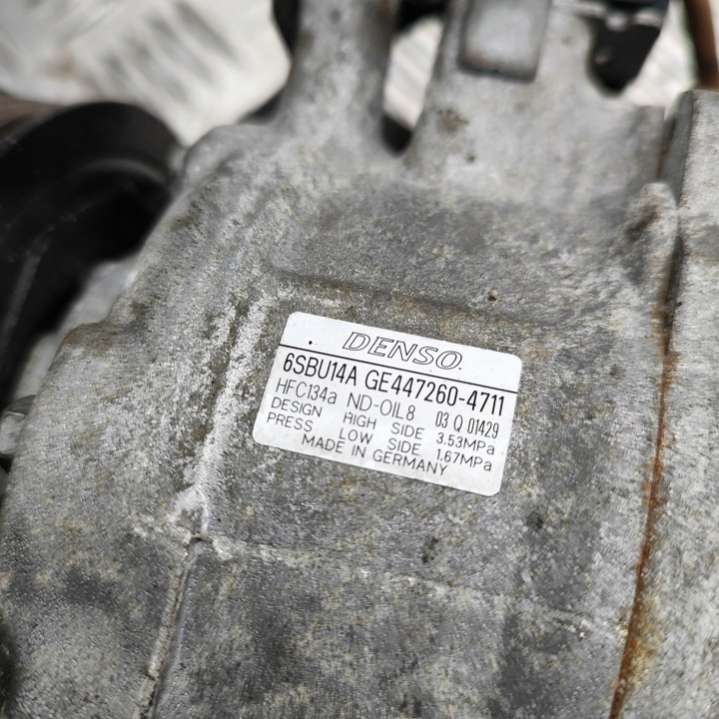 DENSO
6SBU14A GE447260-4711
HFC134a ND-OIL8 03 Q 01429
DESIGN HIGH SIDE 3.53MPa
PRESS LOW SIDE 1.67MPa
MADE IN GERMANY